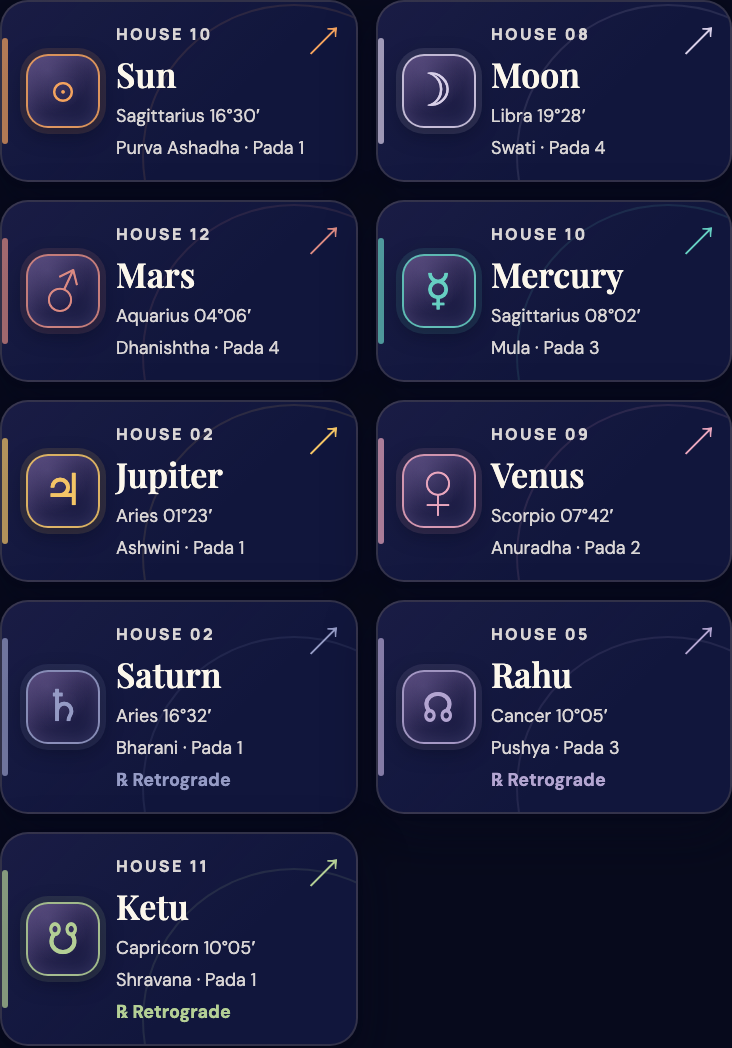 HOUSE 10
Sun
Sagittarius 16°30′
Purva Ashadha · Pada 1
HOUSE 08
Moon
Libra 19°28′
Swati · Pada 4
HOUSE 12
Mars
Aquarius 04°06′
Dhanishtha · Pada 4
HOUSE 10
Mercury
Sagittarius 08°02′
Mula · Pada 3
HOUSE 02
Jupiter
Aries 01°23′
Ashwini · Pada 1
HOUSE 09
Venus
Scorpio 07°42′
Anuradha · Pada 2
HOUSE 02
Saturn
Aries 16°32′
Bharani · Pada 1
℞ Retrograde
HOUSE 05
Rahu
Cancer 10°05′
Pushya · Pada 3
℞ Retrograde
HOUSE 11
Ketu
Capricorn 10°05′
Shravana · Pada 1
℞ Retrograde